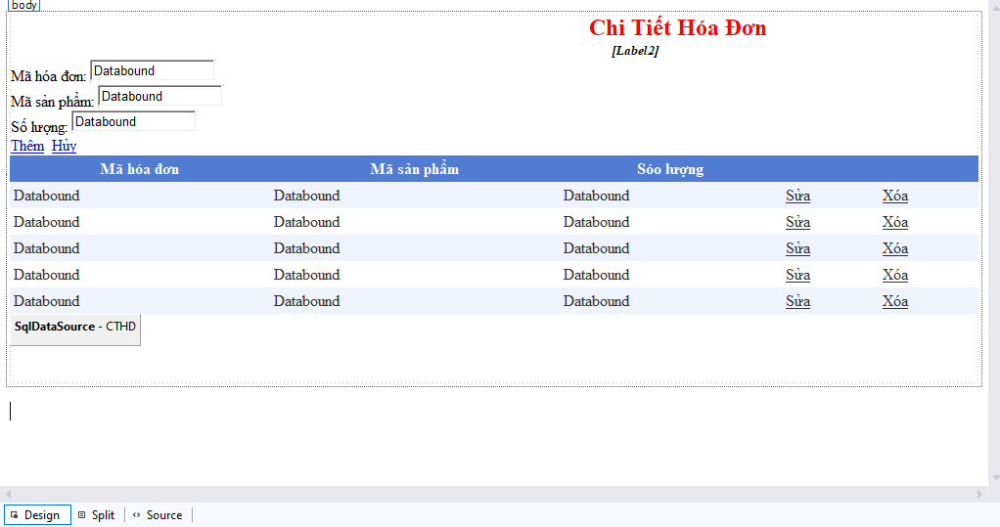 body
Chi Tiết Hóa Đơn
[Label2]
Mã hóa đơn: Databound
Mã sản phẩm: Databound
Số lượng: Databound
Thêm Hủy
Mã hóa đơn Mã sản phẩm Sóo lượng
Databound Databound Databound Sửa Xóa
Databound Databound Databound Sửa Xóa
Databound Databound Databound Sửa Xóa
Databound Databound Databound Sửa Xóa
Databound Databound Databound Sửa Xóa
SqlDataSource - CTHD
Design Split Source